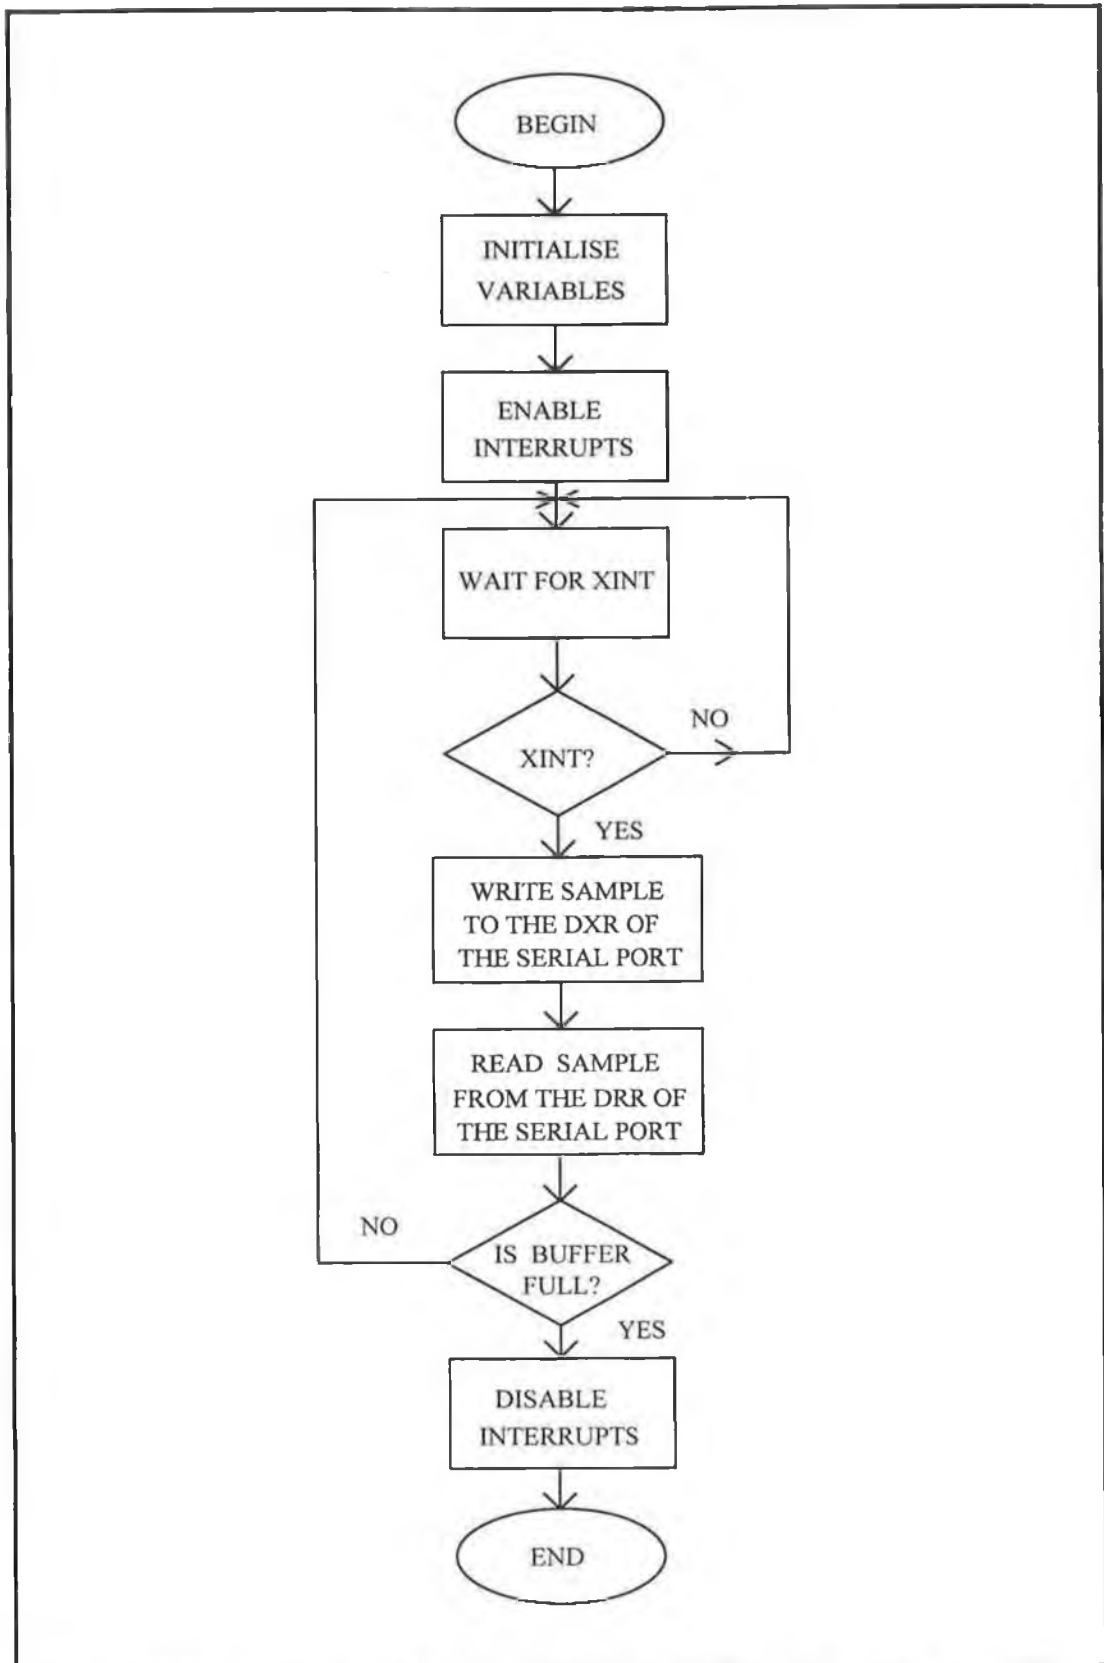 BEGIN
INITIALISE
VARIABLES
ENABLE
INTERRUPTS
WAIT FOR XINT
XINT?
NO
YES
WRITE SAMPLE
TO THE DXR OF
THE SERIAL PORT
READ SAMPLE
FROM THE DRR OF
THE SERIAL PORT
NO
IS BUFFER
FULL?
YES
DISABLE
INTERRUPTS
END